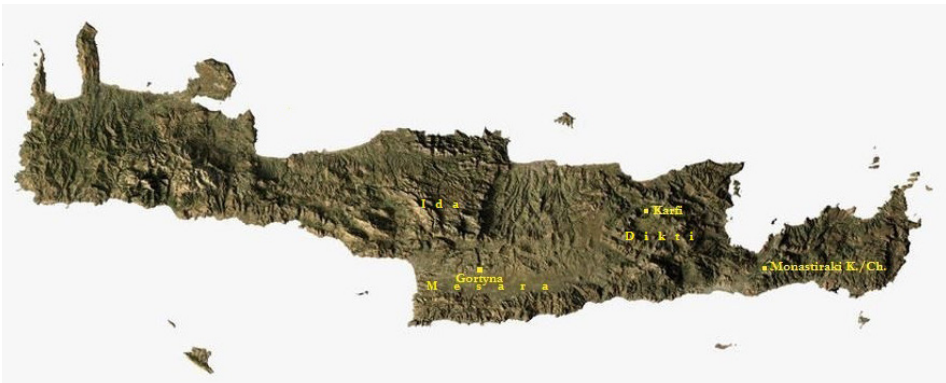 I d a
Karfi
D i k t i
Monastiraki K./Ch.
Gortyna
M e s a r a